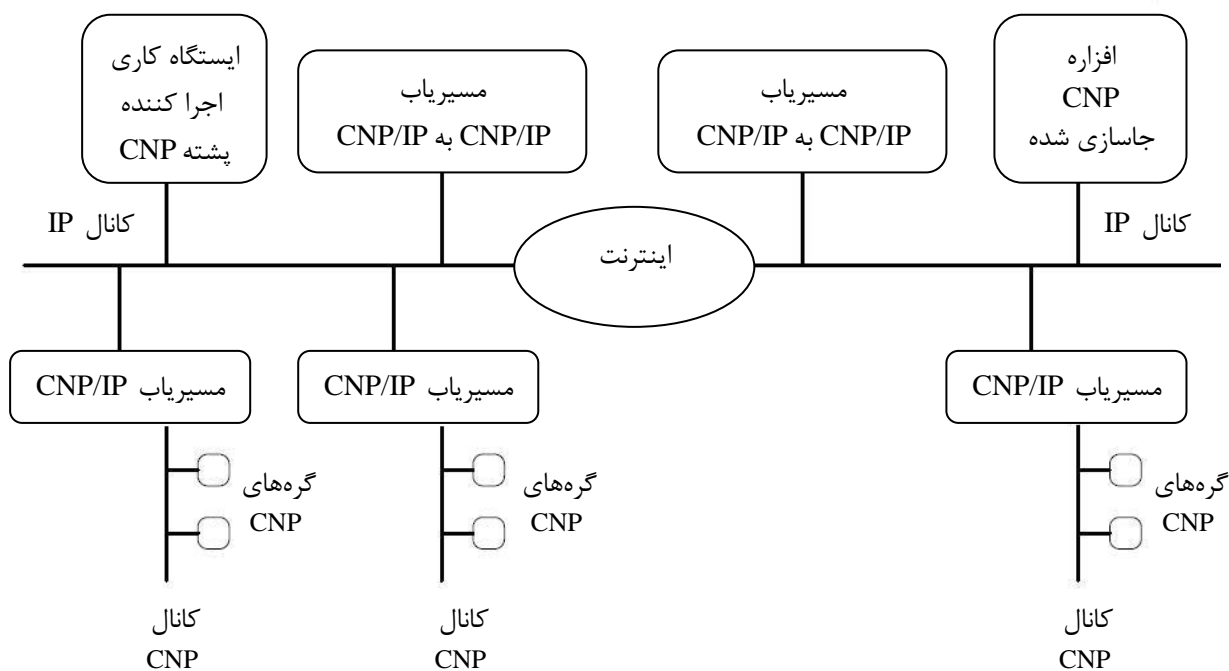 ایستگاه کاری
اجرا کننده
پشته CNP
مسیریاب
CNP/IP به CNP/IP
مسیریاب
CNP/IP به CNP/IP
افزاره
CNP
جاسازی شده
کانال IP
کانال IP
اینترنت
مسیریاب CNP/IP
مسیریاب CNP/IP
مسیریاب CNP/IP
گره‌های
CNP
گره‌های
CNP
گره‌های
CNP
کانال
CNP
کانال
CNP
کانال
CNP